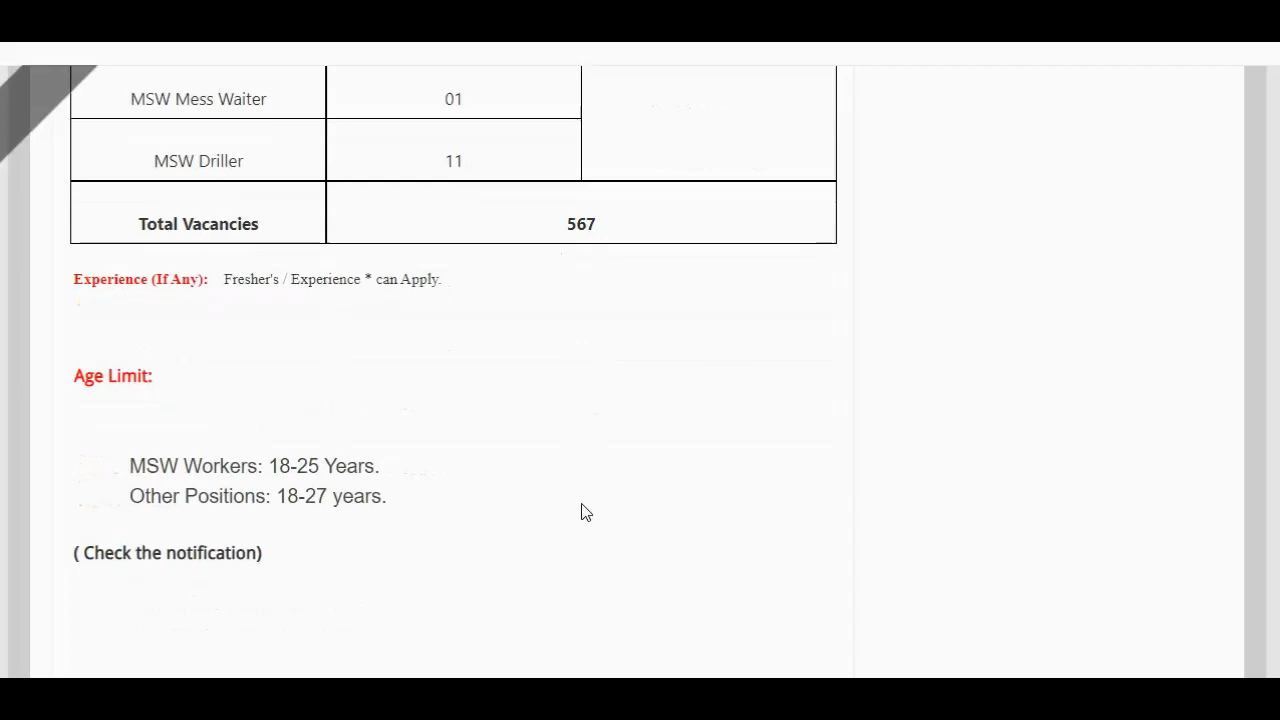 MSW Mess Waiter 01
MSW Driller 11
Total Vacancies 567
Experience (If Any): Fresher's / Experience * can Apply.
Age Limit:
MSW Workers: 18-25 Years.
Other Positions: 18-27 years.
( Check the notification)